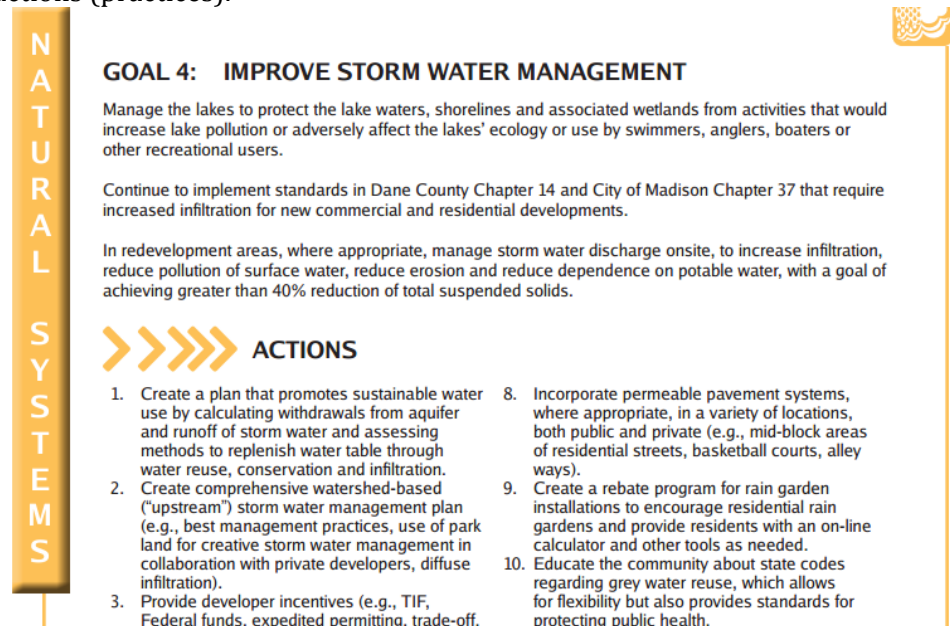 actions (practices).
NATURAL SYSTEMS
GOAL 4: IMPROVE STORM WATER MANAGEMENT
Manage the lakes to protect the lake waters, shorelines and associated wetlands from activities that would
increase lake pollution or adversely affect the lakes' ecology or use by swimmers, anglers, boaters or
other recreational users.
Continue to implement standards in Dane County Chapter 14 and City of Madison Chapter 37 that require
increased infiltration for new commercial and residential developments.
In redevelopment areas, where appropriate, manage storm water discharge onsite, to increase infiltration,
reduce pollution of surface water, reduce erosion and reduce dependence on potable water, with a goal of
achieving greater than 40% reduction of total suspended solids.
ACTIONS
1. Create a plan that promotes sustainable water
use by calculating withdrawals from aquifer
and runoff of storm water and assessing
methods to replenish water table through
water reuse, conservation and infiltration.
2. Create comprehensive watershed-based
("upstream") storm water management plan
(e.g., best management practices, use of park
land for creative storm water management in
collaboration with private developers, diffuse
infiltration).
3. Provide developer incentives (e.g., TIF,
Federal funds, expedited permitting, trade-off,
8. Incorporate permeable pavement systems,
where appropriate, in a variety of locations,
both public and private (e.g., mid-block areas
of residential streets, basketball courts, alley
ways).
9. Create a rebate program for rain garden
installations to encourage residential rain
gardens and provide residents with an on-line
calculator and other tools as needed.
10. Educate the community about state codes
regarding grey water reuse, which allows
for flexibility but also provides standards for
protecting public health.